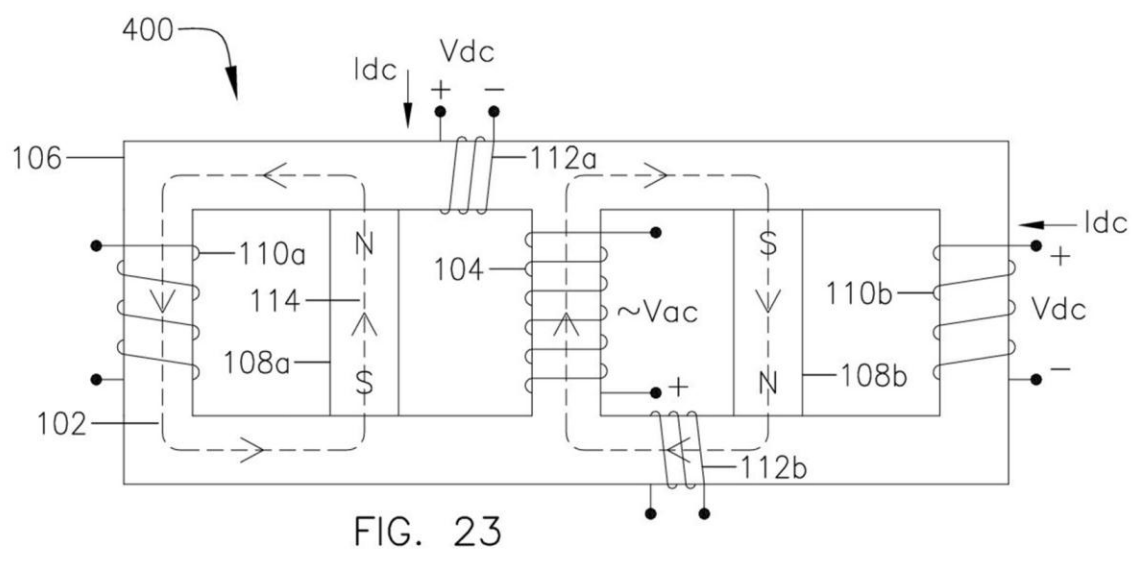 400
Vdc
Idc
+ −
106
112a
Idc
110a
N
S
+
104
114
~Vac
110b
Vdc
108a
S
+
N
108b
−
102
112b
FIG. 23